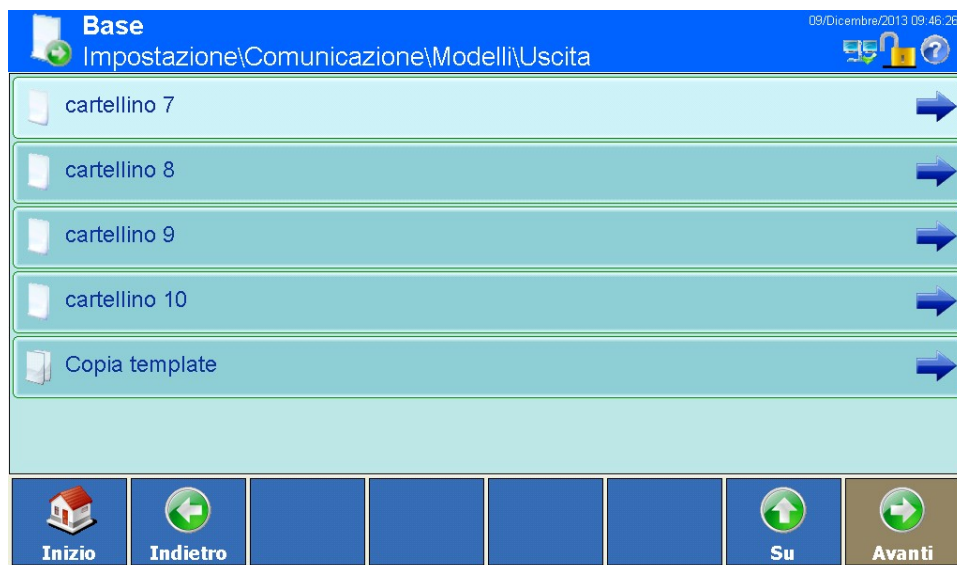 09/Dicembre/2013 09:46:26
Base
Impostazione\Comunicazione\Modelli\Uscita
cartellino 7
cartellino 8
cartellino 9
cartellino 10
Copia template
Inizio
Indietro
Su
Avanti